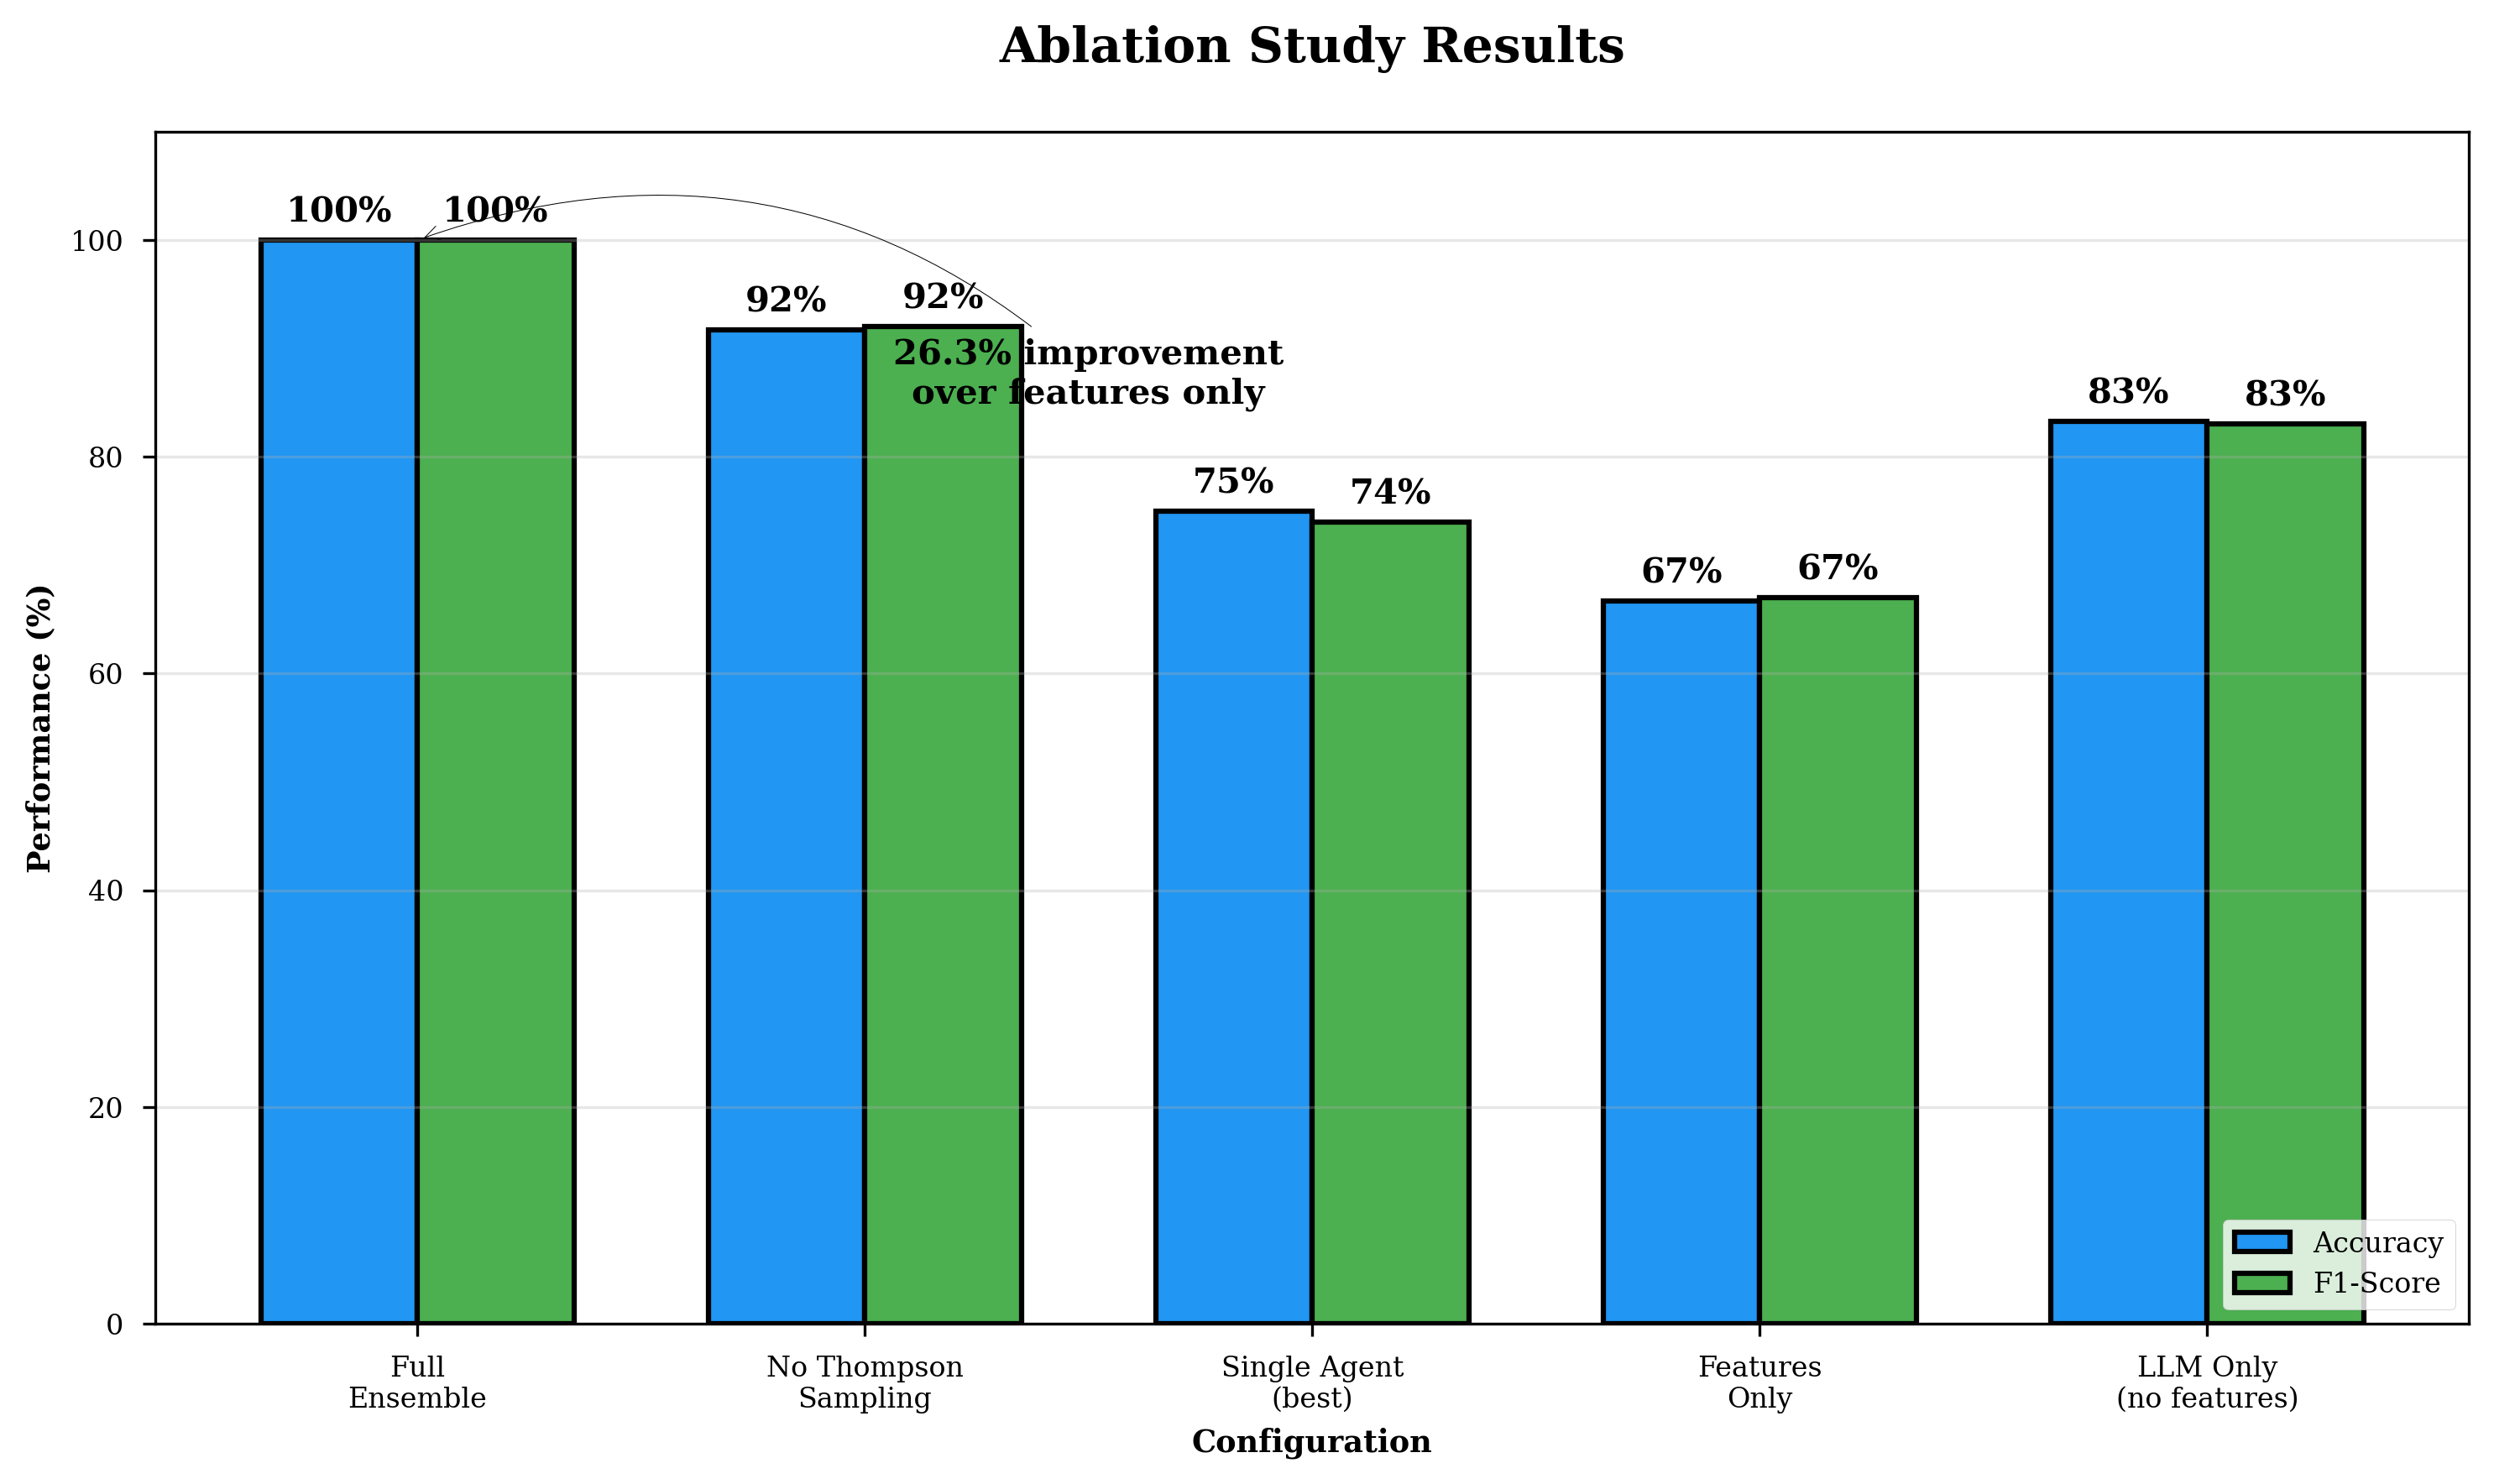 Ablation Study Results
Performance (%)
100
80
60
40
20
0
100%
100%
92%
92%
26.3% improvement
over features only
75%
74%
67%
67%
83%
83%
Accuracy
F1-Score
Full
Ensemble
No Thompson
Sampling
Single Agent
(best)
Features
Only
LLM Only
(no features)
Configuration